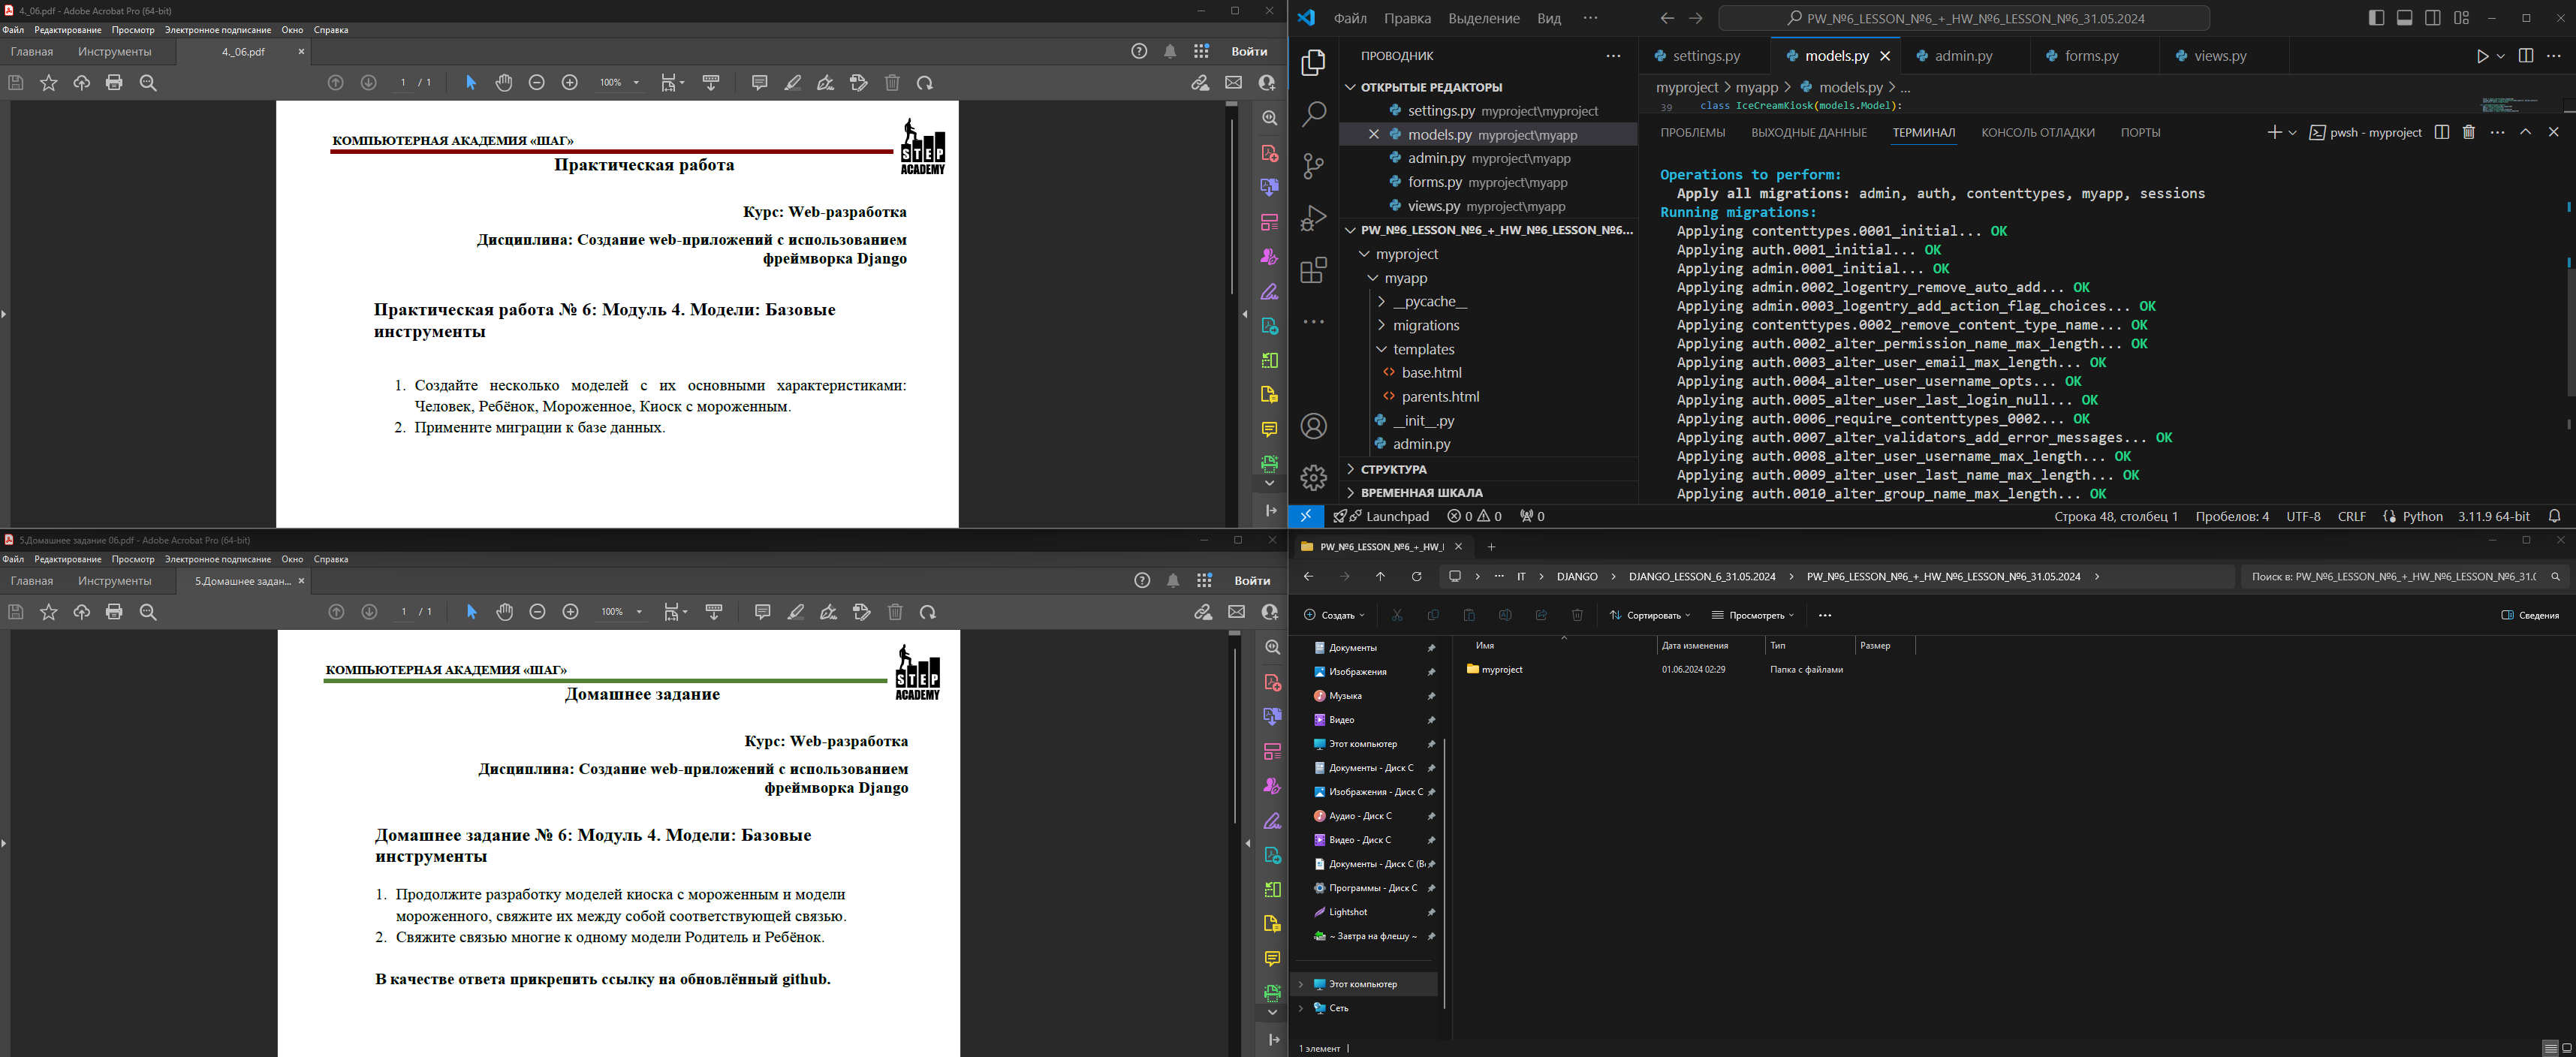 4._06.pdf - Adobe Acrobat Pro (64-bit)
Файл Редактирование Просмотр Электронное подписание Окно Справка
Главная Инструменты 4._06.pdf × Войти
1 / 1 100%
КОМПЬЮТЕРНАЯ АКАДЕМИЯ «ШАГ»
STEP
ACADEMY
Практическая работа
Курс: Web-разработка
Дисциплина: Создание web-приложений с использованием
фреймворка Django
Практическая работа № 6: Модуль 4. Модели: Базовые
инструменты
1. Создайте несколько моделей с их основными характеристиками:
Человек, Ребёнок, Мороженное, Киоск с мороженным.
2. Примените миграции к базе данных.
Файл Правка Выделение Вид ···
PW_№6_LESSON_№6_+_HW_№6_LESSON_№6_31.05.2024
ПРОВОДНИК
ОТКРЫТЫЕ РЕДАКТОРЫ
settings.py myproject\myproject
models.py myproject\myapp
admin.py myproject\myapp
forms.py myproject\myapp
views.py myproject\myapp
PW_№6_LESSON_№6_+_HW_№6_LESSON_№6...
myproject
myapp
__pycache__
migrations
templates
base.html
parents.html
__init__.py
admin.py
СТРУКТУРА
ВРЕМЕННАЯ ШКАЛА
settings.py models.py admin.py forms.py views.py
myproject > myapp > models.py > ...
39 class IceCreamKiosk(models.Model):
ПРОБЛЕМЫ ВЫХОДНЫЕ ДАННЫЕ ТЕРМИНАЛ КОНСОЛЬ ОТЛАДКИ ПОРТЫ pwsh - myproject
Operations to perform:
Apply all migrations: admin, auth, contenttypes, myapp, sessions
Running migrations:
Applying contenttypes.0001_initial... OK
Applying auth.0001_initial... OK
Applying admin.0001_initial... OK
Applying admin.0002_logentry_remove_auto_add... OK
Applying admin.0003_logentry_add_action_flag_choices... OK
Applying contenttypes.0002_remove_content_type_name... OK
Applying auth.0002_alter_permission_name_max_length... OK
Applying auth.0003_alter_user_email_max_length... OK
Applying auth.0004_alter_user_username_opts... OK
Applying auth.0005_alter_user_last_login_null... OK
Applying auth.0006_require_contenttypes_0002... OK
Applying auth.0007_alter_validators_add_error_messages... OK
Applying auth.0008_alter_user_username_max_length... OK
Applying auth.0009_alter_user_last_name_max_length... OK
Applying auth.0010_alter_group_name_max_length... OK
Launchpad 0 0 0 Строка 48, столбец 1 Пробелов: 4 UTF-8 CRLF Python 3.11.9 64-bit
5.Домашнее задание 06.pdf - Adobe Acrobat Pro (64-bit)
Файл Редактирование Просмотр Электронное подписание Окно Справка
Главная Инструменты 5.Домашнее задан... × Войти
1 / 1 100%
КОМПЬЮТЕРНАЯ АКАДЕМИЯ «ШАГ»
STEP
ACADEMY
Домашнее задание
Курс: Web-разработка
Дисциплина: Создание web-приложений с использованием
фреймворка Django
Домашнее задание № 6: Модуль 4. Модели: Базовые
инструменты
1. Продолжите разработку моделей киоска с мороженным и модели
мороженного, свяжите их между собой соответствующей связью.
2. Свяжите связью многие к одному модели Родитель и Ребёнок.
В качестве ответа прикрепить ссылку на обновлённый github.
PW_№6_LESSON_№6_+_HW_
IT > DJANGO > DJANGO_LESSON_6_31.05.2024 > PW_№6_LESSON_№6_+_HW_№6_LESSON_№6_31.05.2024 >
Поиск в: PW_№6_LESSON_№6_+_HW_№6_LESSON_№6_31.0
Создать Сортировать Просмотреть ··· Сведения
Имя Дата изменения Тип Размер
myproject 01.06.2024 02:29 Папка с файлами
Документы
Изображения
Музыка
Видео
Этот компьютер
Документы - Диск C
Изображения - Диск C
Аудио - Диск C
Видео - Диск C
Документы - Диск C (В
Программы - Диск C
Lightshot
~ Завтра на флешу ~
Этот компьютер
Сеть
1 элемент